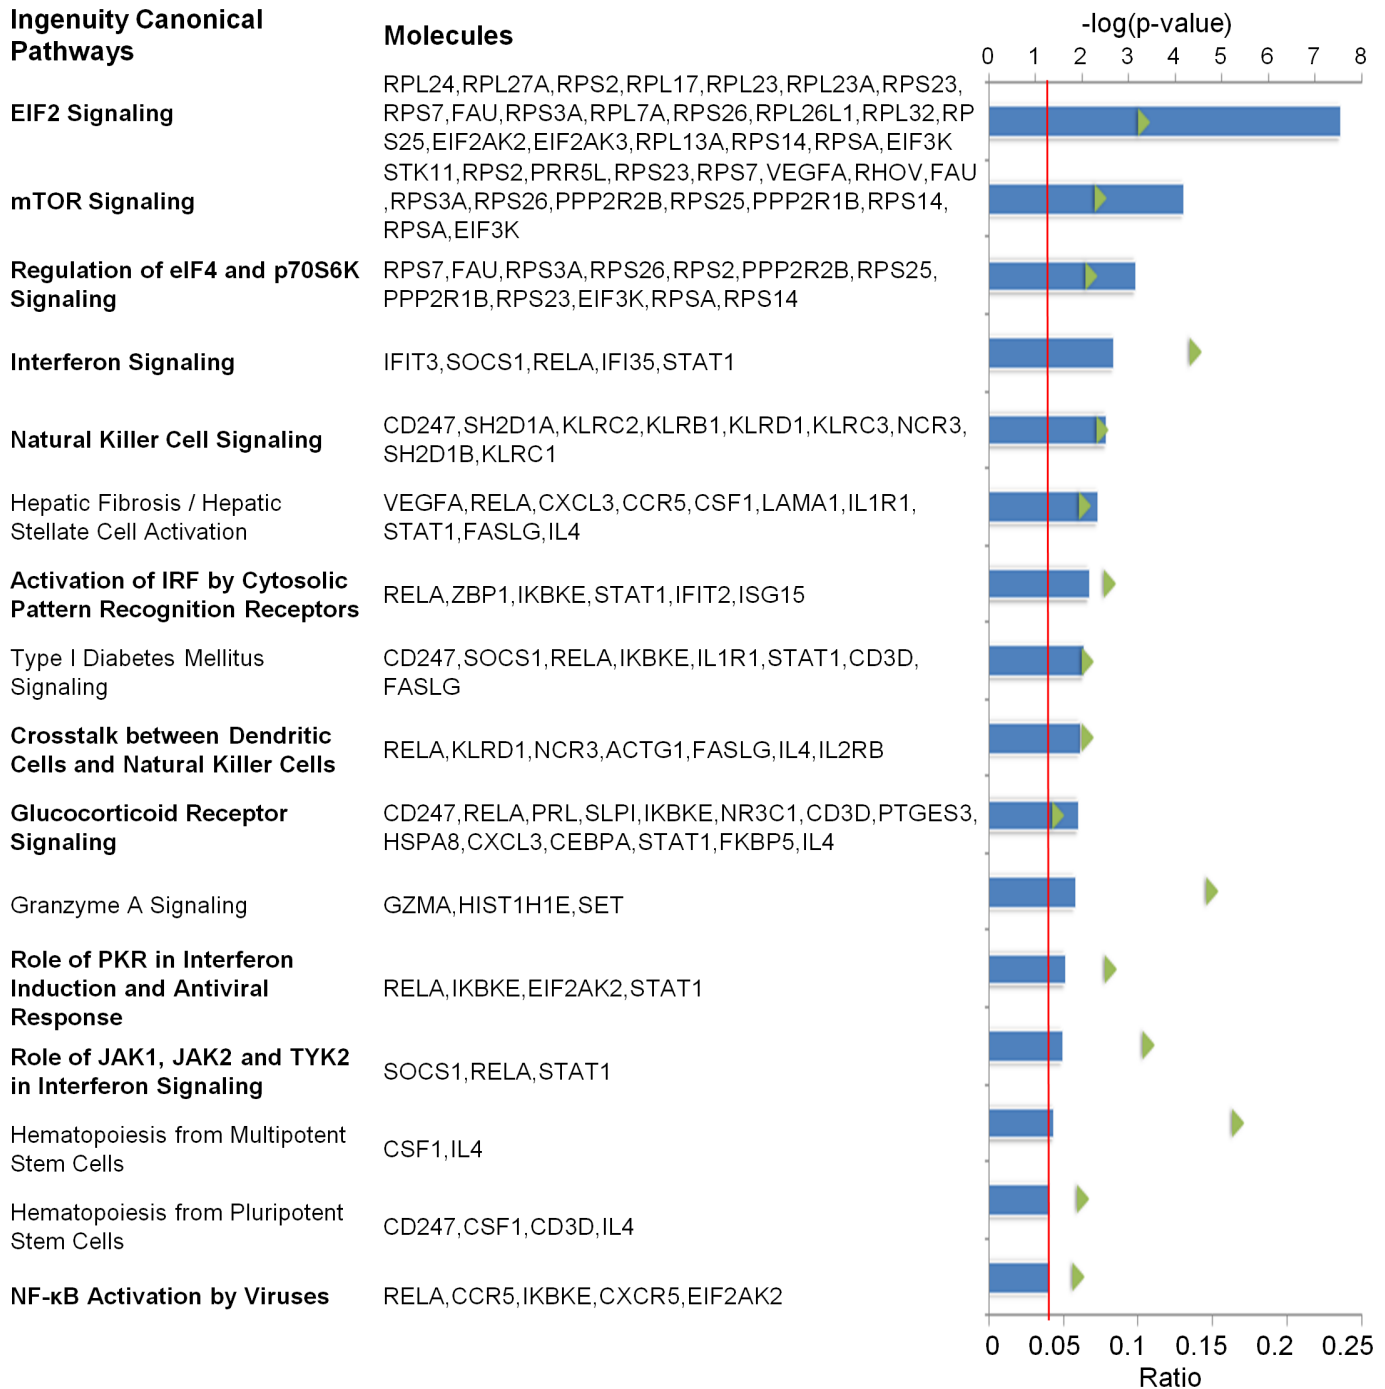 Ingenuity Canonical
Pathways
Molecules
-log(p-value)
0 1 2 3 4 5 6 7 8
EIF2 Signaling
RPL24,RPL27A,RPS2,RPL17,RPL23,RPL23A,RPS23,
RPS7,FAU,RPS3A,RPL7A,RPS26,RPL26L1,RPL32,RP
S25,EIF2AK2,EIF2AK3,RPL13A,RPS14,RPSA,EIF3K
mTOR Signaling
STK11,RPS2,PRR5L,RPS23,RPS7,VEGFA,RHOV,FAU
,RPS3A,RPS26,PPP2R2B,RPS25,PPP2R1B,RPS14,
RPSA,EIF3K
Regulation of eIF4 and p70S6K
Signaling
RPS7,FAU,RPS3A,RPS26,RPS2,PPP2R2B,RPS25,
PPP2R1B,RPS23,EIF3K,RPSA,RPS14
Interferon Signaling
IFIT3,SOCS1,RELA,IFI35,STAT1
Natural Killer Cell Signaling
CD247,SH2D1A,KLRC2,KLRB1,KLRD1,KLRC3,NCR3,
SH2D1B,KLRC1
Hepatic Fibrosis / Hepatic
Stellate Cell Activation
VEGFA,RELA,CXCL3,CCR5,CSF1,LAMA1,IL1R1,
STAT1,FASLG,IL4
Activation of IRF by Cytosolic
Pattern Recognition Receptors
RELA,ZBP1,IKBKE,STAT1,IFIT2,ISG15
Type I Diabetes Mellitus
Signaling
CD247,SOCS1,RELA,IKBKE,IL1R1,STAT1,CD3D,
FASLG
Crosstalk between Dendritic
Cells and Natural Killer Cells
RELA,KLRD1,NCR3,ACTG1,FASLG,IL4,IL2RB
Glucocorticoid Receptor
Signaling
CD247,RELA,PRL,SLPI,IKBKE,NR3C1,CD3D,PTGES3,
HSPA8,CXCL3,CEBPA,STAT1,FKBP5,IL4
Granzyme A Signaling
GZMA,HIST1H1E,SET
Role of PKR in Interferon
Induction and Antiviral
Response
RELA,IKBKE,EIF2AK2,STAT1
Role of JAK1, JAK2 and TYK2
in Interferon Signaling
SOCS1,RELA,STAT1
Hematopoiesis from Multipotent
Stem Cells
CSF1,IL4
Hematopoiesis from Pluripotent
Stem Cells
CD247,CSF1,CD3D,IL4
NF-κB Activation by Viruses
RELA,CCR5,IKBKE,CXCR5,EIF2AK2
0 0.05 0.1 0.15 0.2 0.25
Ratio